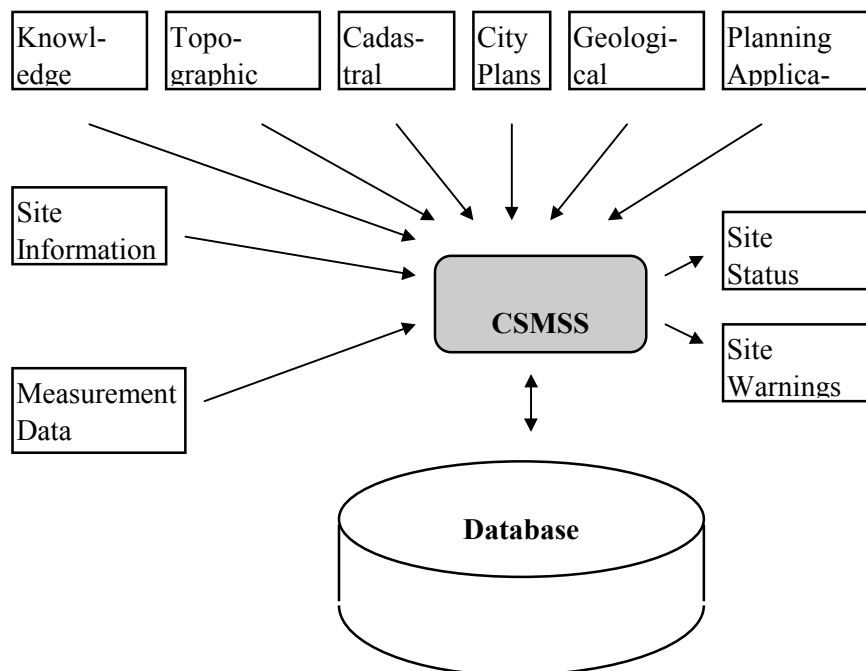 Knowl-
edge
Topo-
graphic
Cadas-
tral
City
Plans
Geologi-
cal
Planning
Applica-
Site
Information
Site
Status
CSMSS
Site
Warnings
Measurement
Data
Database